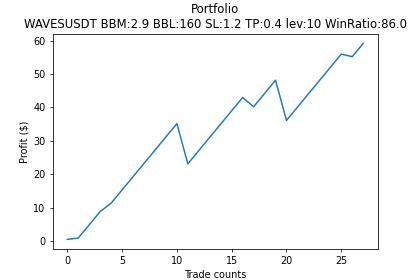 Portfolio
WAVESUSDT BBM:2.9 BBL:160 SL:1.2 TP:0.4 lev:10 WinRatio:86.0
60
50
40
30
20
10
0
Profit ($)
0 5 10 15 20 25
Trade counts